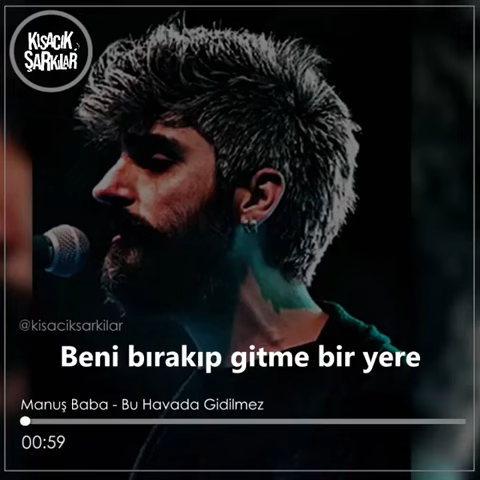 KISACIK
ŞARKILAR
@kisaciksarkilar
Beni bırakıp gitme bir yere
Manuş Baba - Bu Havada Gidilmez
00:59